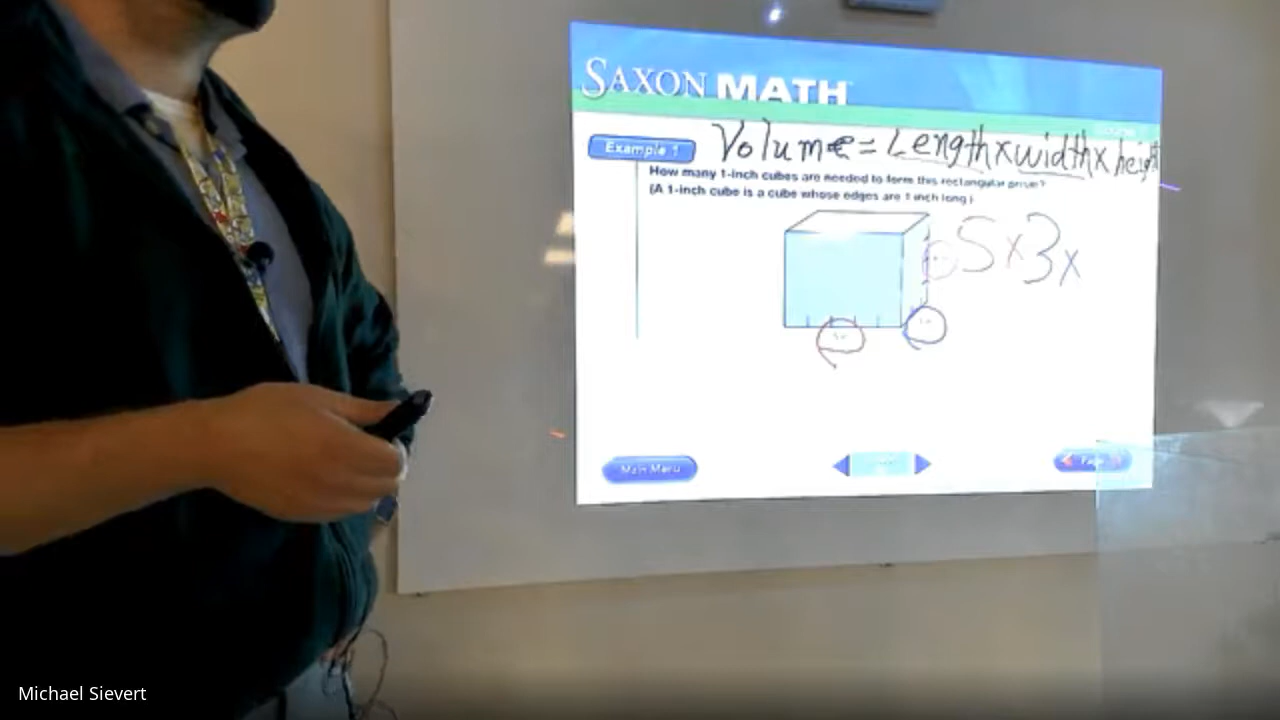 SAXON MATH
Example 1
Volume = Length x width x height
How many 1-inch cubes are needed to form this rectangular prism?
(A 1-inch cube is a cube whose edges are 1 inch long.)
5 x 3 x
Main Menu
Page
Michael Sievert